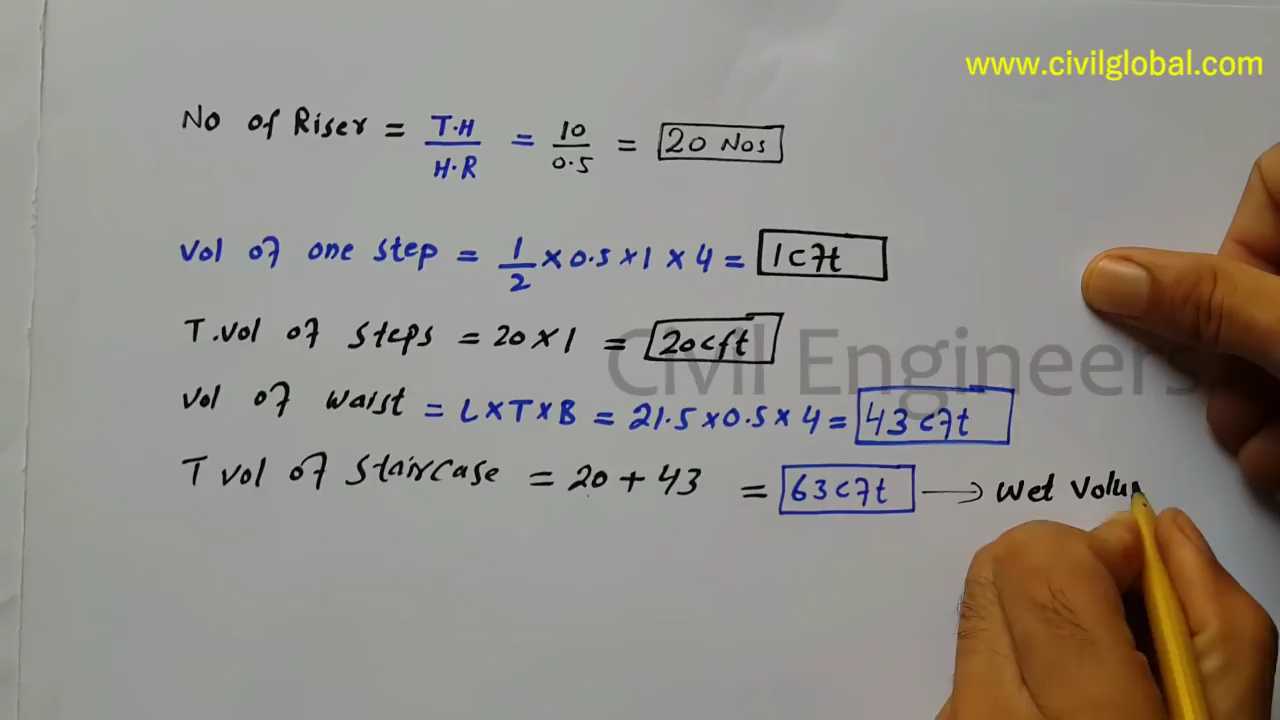 www.civilglobal.com
No of Riser = T.H / H.R = 10 / 0.5 = 20 Nos
Vol of one step = 1/2 × 0.5 × 1 × 4 = 1 cft
T.vol of steps = 20 × 1 = 20 cft
Civil Engineers
Vol of waist = L × T × B = 21.5 × 0.5 × 4 = 43 cft
T vol of Staircase = 20 + 43 = 63 cft → Wet Volu